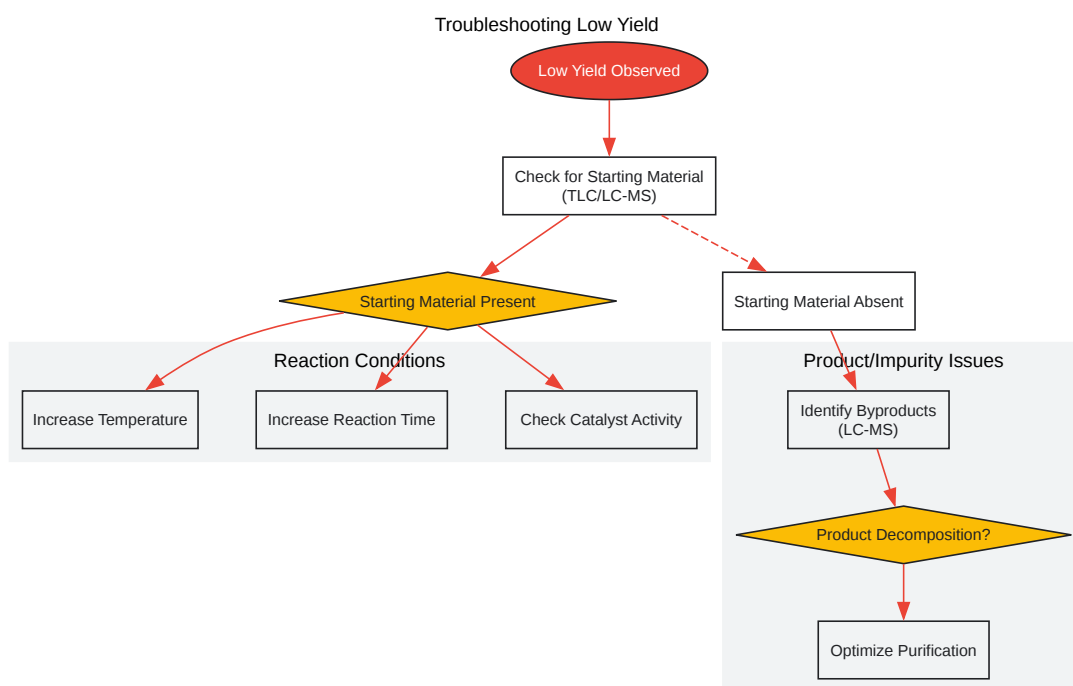 Troubleshooting Low Yield
Low Yield Observed
Check for Starting Material
(TLC/LC-MS)
Starting Material Present
Starting Material Absent
Reaction Conditions
Increase Temperature
Increase Reaction Time
Check Catalyst Activity
Product/Impurity Issues
Identify Byproducts
(LC-MS)
Product Decomposition?
Optimize Purification